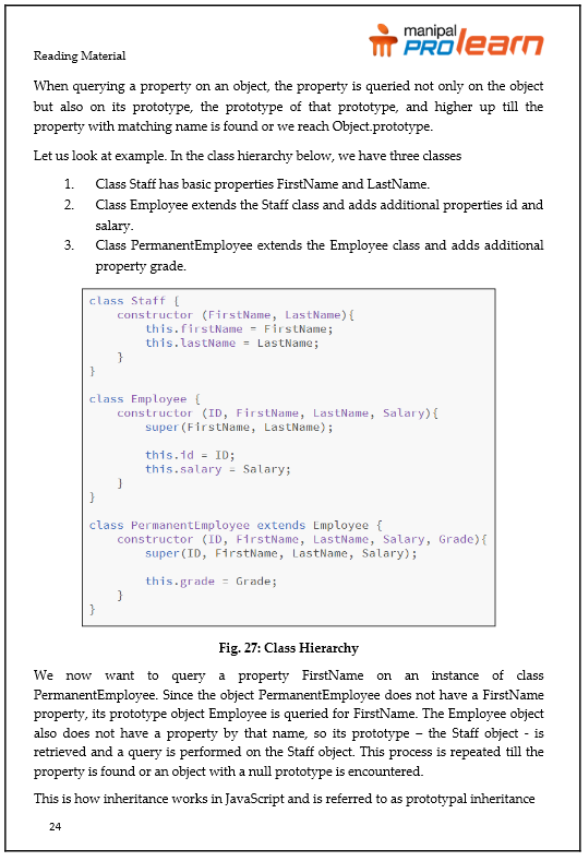 manipal
PROlearn
Reading Material
When querying a property on an object, the property is queried not only on the object
but also on its prototype, the prototype of that prototype, and higher up till the
property with matching name is found or we reach Object.prototype.
Let us look at example. In the class hierarchy below, we have three classes
1. Class Staff has basic properties FirstName and LastName.
2. Class Employee extends the Staff class and adds additional properties id and
salary.
3. Class PermanentEmployee extends the Employee class and adds additional
property grade.
class Staff {
    constructor (FirstName, LastName){
        this.firstName = FirstName;
        this.lastName = LastName;
    }
}
class Employee {
    constructor (ID, FirstName, LastName, Salary){
        super(FirstName, LastName);
        this.id = ID;
        this.salary = Salary;
    }
}
class PermanentEmployee extends Employee {
    constructor (ID, FirstName, LastName, Salary, Grade){
        super(ID, FirstName, LastName, Salary);
        this.grade = Grade;
    }
}
Fig. 27: Class Hierarchy
We now want to query a property FirstName on an instance of class
PermanentEmployee. Since the object PermanentEmployee does not have a FirstName
property, its prototype object Employee is queried for FirstName. The Employee object
also does not have a property by that name, so its prototype – the Staff object - is
retrieved and a query is performed on the Staff object. This process is repeated till the
property is found or an object with a null prototype is encountered.
This is how inheritance works in JavaScript and is referred to as prototypal inheritance
24